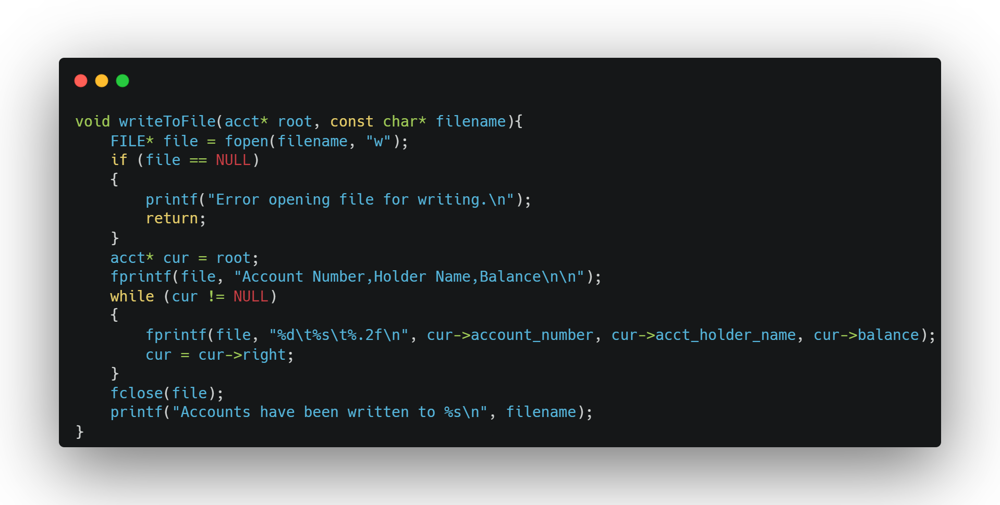 void writeToFile(acct* root, const char* filename){
    FILE* file = fopen(filename, "w");
    if (file == NULL)
    {
        printf("Error opening file for writing.\n");
        return;
    }
    acct* cur = root;
    fprintf(file, "Account Number,Holder Name,Balance\n\n");
    while (cur != NULL)
    {
        fprintf(file, "%d\t%s\t%.2f\n", cur->account_number, cur->acct_holder_name, cur->balance);
        cur = cur->right;
    }
    fclose(file);
    printf("Accounts have been written to %s\n", filename);
}